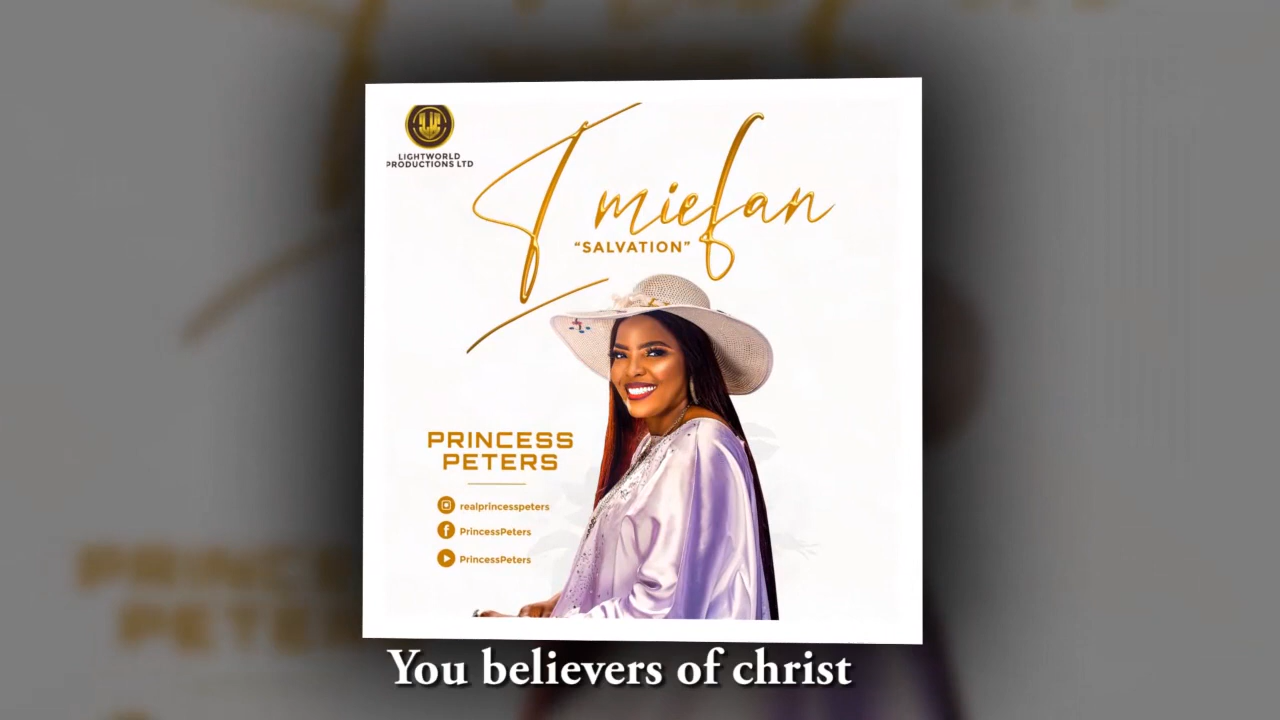 LIGHTWORLD
PRODUCTIONS LTD
Imiefan
“SALVATION”
PRINCESS
PETERS
realprincesspeters
PrincessPeters
PrincessPeters
You believers of christ